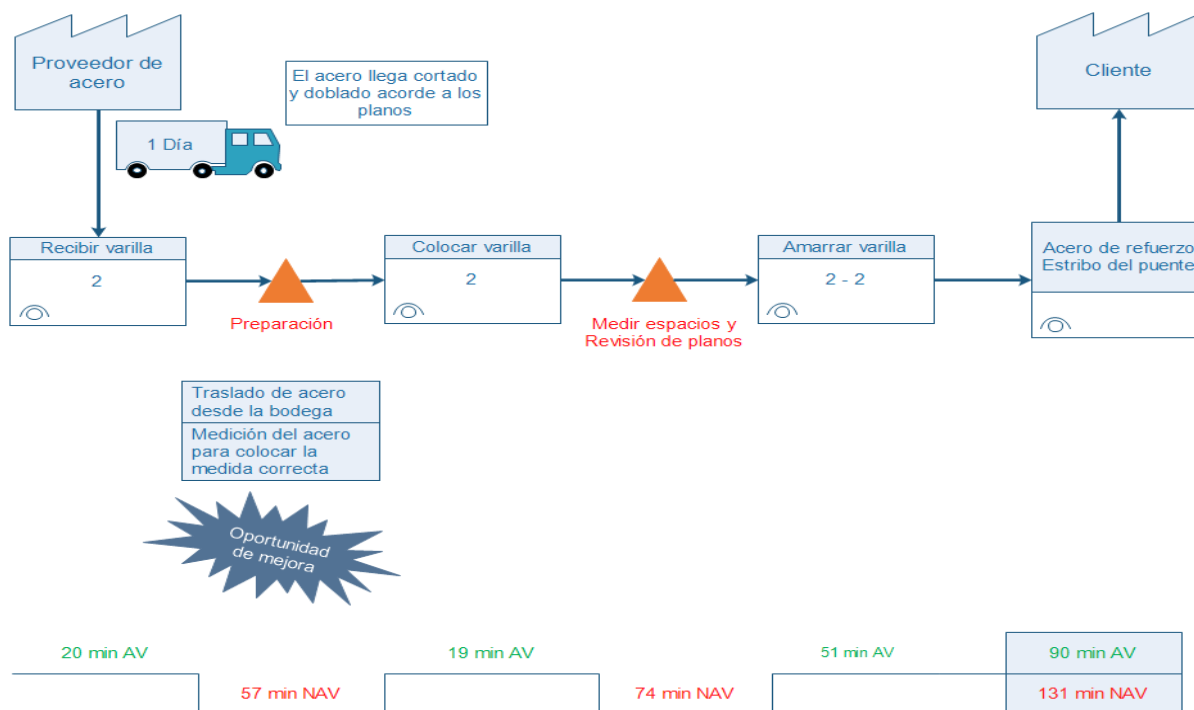 Proveedor de
acero
El acero llega cortado
y doblado acorde a los
planos
Cliente
1 Día
Recibir varilla
2
Preparación
Colocar varilla
2
Medir espacios y
Revisión de planos
Amarrar varilla
2 - 2
Acero de refuerzo
Estribo del puente
Traslado de acero
desde la bodega
Medición del acero
para colocar la
medida correcta
Oportunidad
de mejora
20 min AV
57 min NAV
19 min AV
74 min NAV
51 min AV
90 min AV
131 min NAV